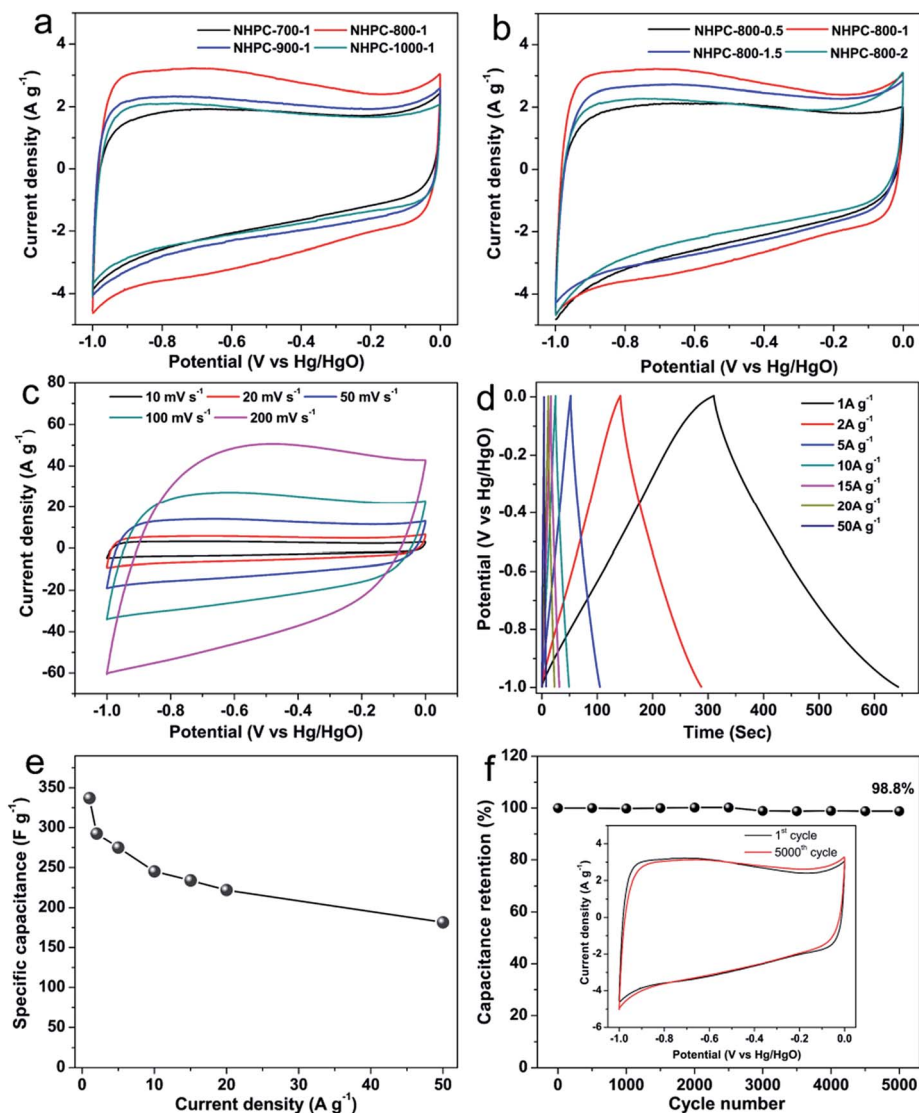 a
NHPC-700-1 NHPC-800-1
NHPC-900-1 NHPC-1000-1
4
2
0
-2
-4
Current density (A g⁻¹)
-1.0 -0.8 -0.6 -0.4 -0.2 0.0
Potential (V vs Hg/HgO)
b
NHPC-800-0.5 NHPC-800-1
NHPC-800-1.5 NHPC-800-2
4
2
0
-2
-4
Current density (A g⁻¹)
-1.0 -0.8 -0.6 -0.4 -0.2 0.0
Potential (V vs Hg/HgO)
c
10 mV s⁻¹ 20 mV s⁻¹ 50 mV s⁻¹
100 mV s⁻¹ 200 mV s⁻¹
80
60
40
20
0
-20
-40
-60
Current density (A g⁻¹)
-1.0 -0.8 -0.6 -0.4 -0.2 0.0
Potential (V vs Hg/HgO)
d
1A g⁻¹
2A g⁻¹
5A g⁻¹
10A g⁻¹
15A g⁻¹
20A g⁻¹
50A g⁻¹
0.0
-0.2
-0.4
-0.6
-0.8
-1.0
Potential (V vs Hg/HgO)
0 100 200 300 400 500 600
Time (Sec)
e
400
350
300
250
200
150
100
50
0
Specific capacitance (F g⁻¹)
0 10 20 30 40 50
Current density (A g⁻¹)
f
120
100
80
60
40
20
0
Capacitance retention (%)
98.8%
1st cycle
5000th cycle
6
4
2
0
-2
-4
-6
Current density (A g⁻¹)
-1.0 -0.8 -0.6 -0.4 -0.2 0.0
Potential (V vs Hg/HgO)
0 1000 2000 3000 4000 5000
Cycle number